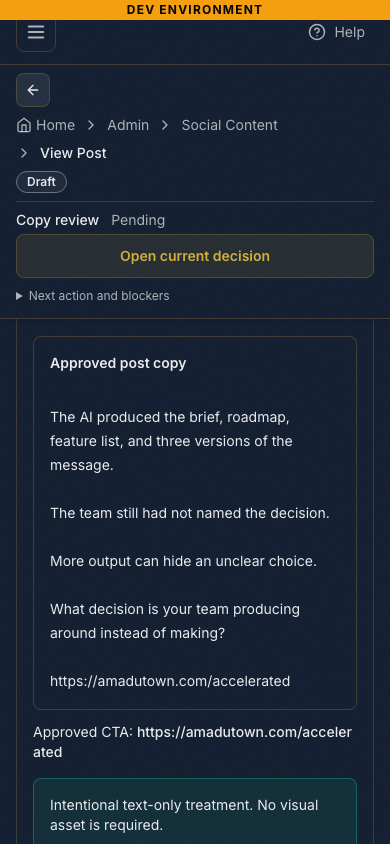 DEV ENVIRONMENT
Help
Home > Admin > Social Content
> View Post
Draft
Copy review Pending
Open current decision
Next action and blockers
Approved post copy
The AI produced the brief, roadmap,
feature list, and three versions of the
message.
The team still had not named the decision.
More output can hide an unclear choice.
What decision is your team producing
around instead of making?
https://amadutown.com/accelerated
Approved CTA: https://amadutown.com/acceler
ated
Intentional text-only treatment. No visual
asset is required.